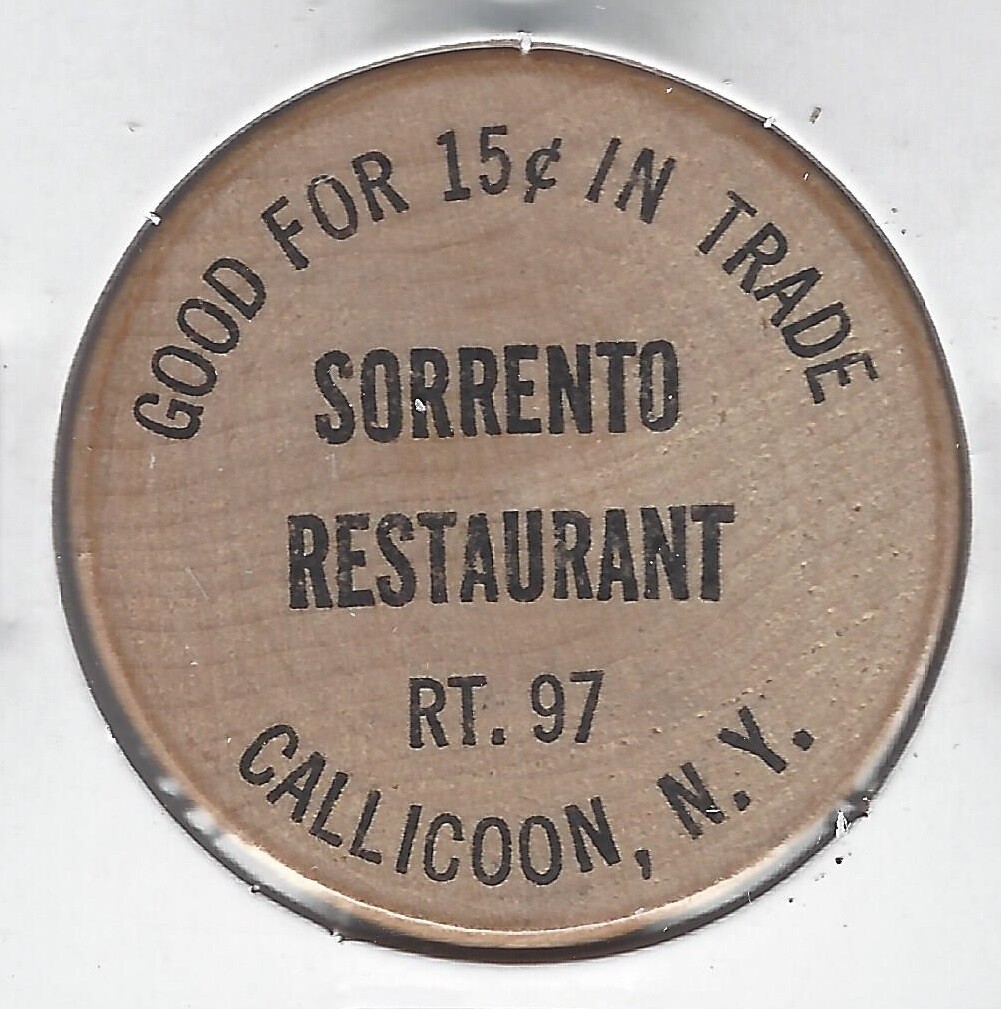 GOOD FOR 15¢ IN TRADE
SORRENTO
RESTAURANT
RT. 97
CALLICOON, N.Y.